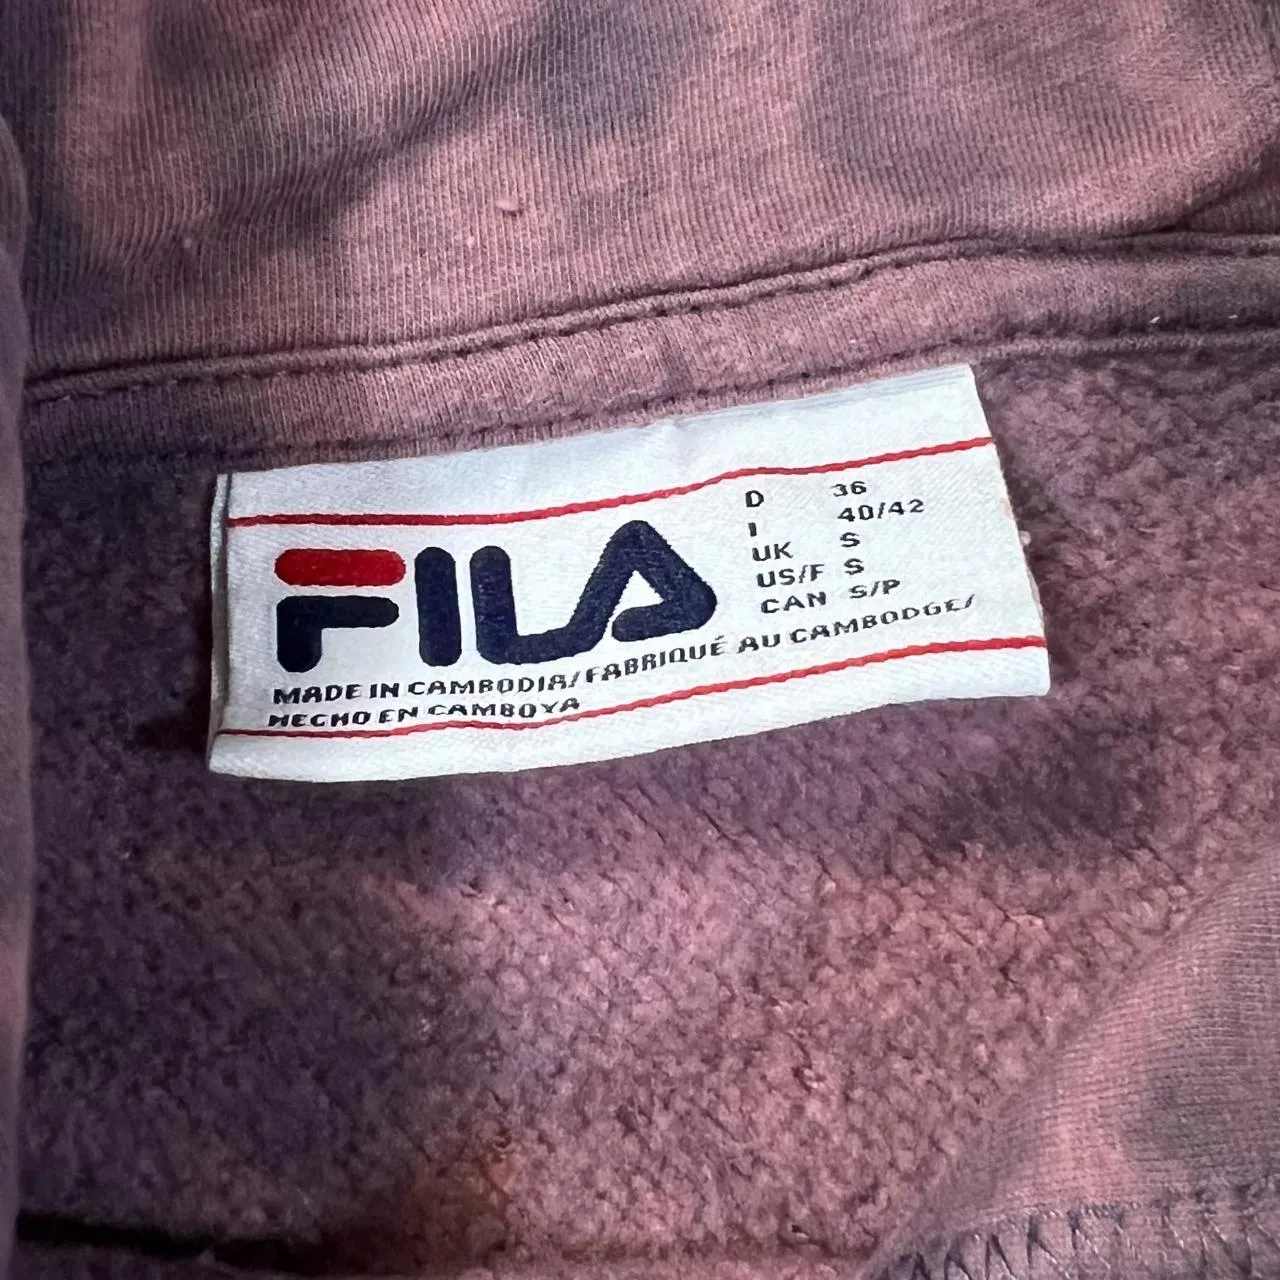 FILA
D 36
I 40/42
UK S
US/F S
CAN S/P
MADE IN CAMBODIA/FABRIQUÉ AU CAMBODGE/
HECHO EN CAMBOYA